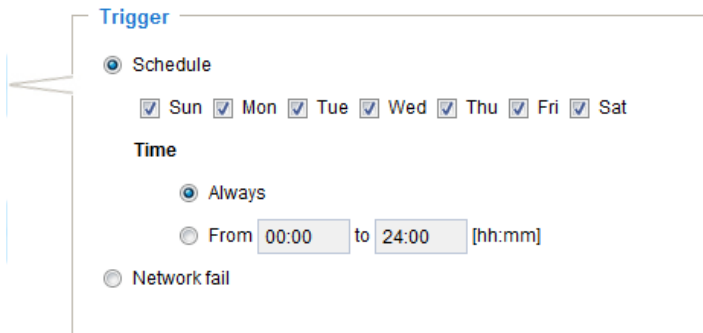 Trigger
Schedule
Sun Mon Tue Wed Thu Fri Sat
Time
Always
From 00:00 to 24:00 [hh:mm]
Network fail